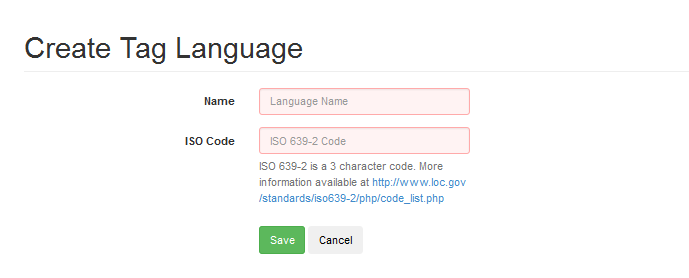 Create Tag Language
Name Language Name
ISO Code ISO 639-2 Code
ISO 639-2 is a 3 character code. More
information available at http://www.loc.gov
/standards/iso639-2/php/code_list.php
Save Cancel